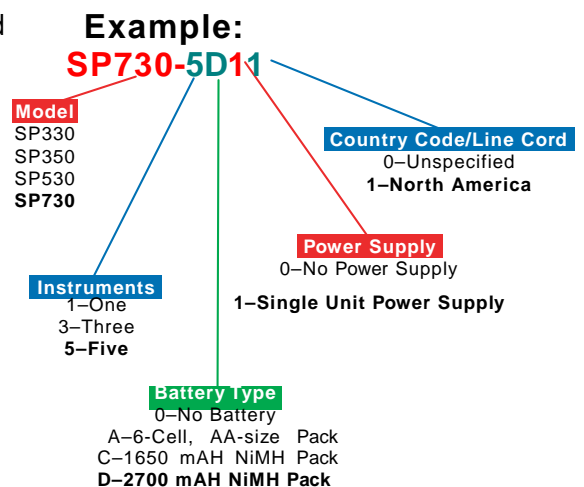 Example:
SP730-5D11
Model
SP330
SP350
SP530
SP730
Country Code/Line Cord
0–Unspecified
1–North America
Power Supply
0–No Power Supply
1–Single Unit Power Supply
Instruments
1–One
3–Three
5–Five
Battery Type
0–No Battery
A–6-Cell, AA-size Pack
C–1650 mAH NiMH Pack
D–2700 mAH NiMH Pack